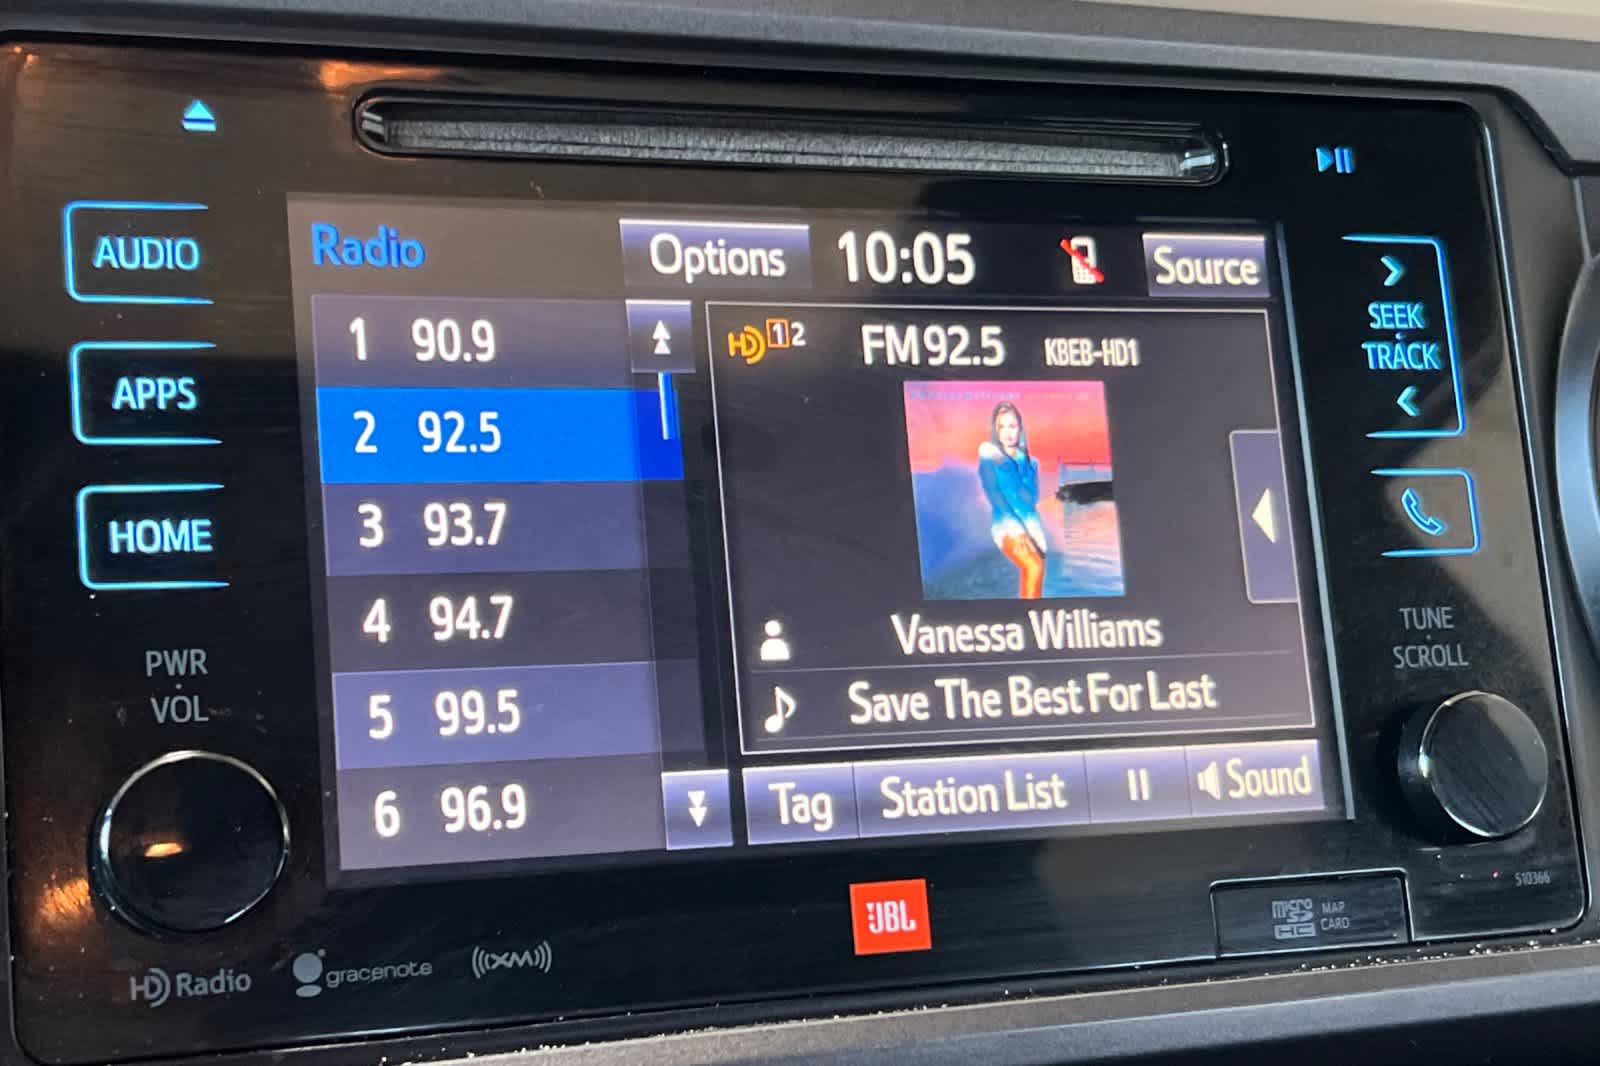 AUDIO
APPS
HOME
PWR
VOL
Radio
Options
10:05
Source
1 90.9
2 92.5
3 93.7
4 94.7
5 99.5
6 96.9
HD 1 2
FM 92.5 KBEB-HD1
Vanessa Williams
Save The Best For Last
Tag
Station List
Sound
SEEK
TRACK
TUNE
SCROLL
510366
JBL
micro
SD
HC
MAP
CARD
HD Radio
gracenote
((XM))